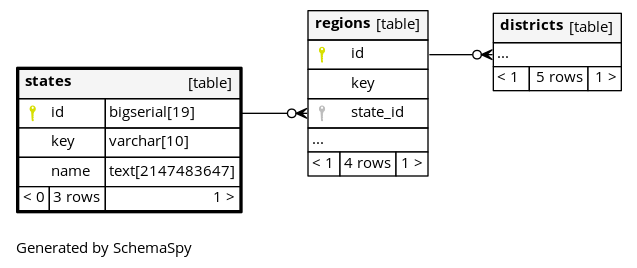 states [table]
id bigserial[19]
key varchar[10]
name text[2147483647]
< 0 3 rows 1 >
regions [table]
id
key
state_id
...
< 1 4 rows 1 >
districts [table]
...
< 1 5 rows 1 >
Generated by SchemaSpy